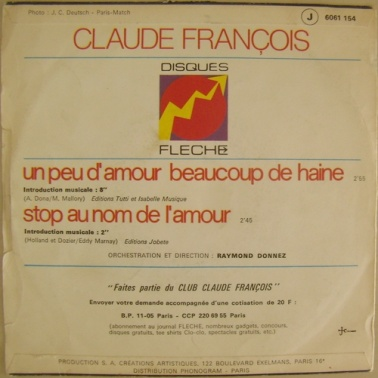 Photo : J. C. Deutsch - Paris-Match
J 6061 154
CLAUDE FRANÇOIS
DISQUES
FLECHE
un peu d'amour beaucoup de haine 2'55
Introduction musicale : 8"
(A. Dona/M. Mallory) Editions Tutti et Isabelle Musique
stop au nom de l'amour 2'45
Introduction musicale : 2"
(Holland et Dozier/Eddy Marnay) Editions Jobete
ORCHESTRATION ET DIRECTION : RAYMOND DONNEZ
"Faites partie du CLUB CLAUDE FRANÇOIS"
Envoyer votre demande accompagnée d'une cotisation de 20 F :
B.P. 11-05 Paris - CCP 220 69 55 Paris
(abonnement au journal FLECHE, nombreux gadgets, concours,
disques gratuits, tee shirts Clo-clo, spectacles gratuits, etc.)
PRODUCTION S. A. CRÉATIONS ARTISTIQUES, 122 BOULEVARD EXELMANS, PARIS 16e
DISTRIBUTION PHONOGRAM - PARIS